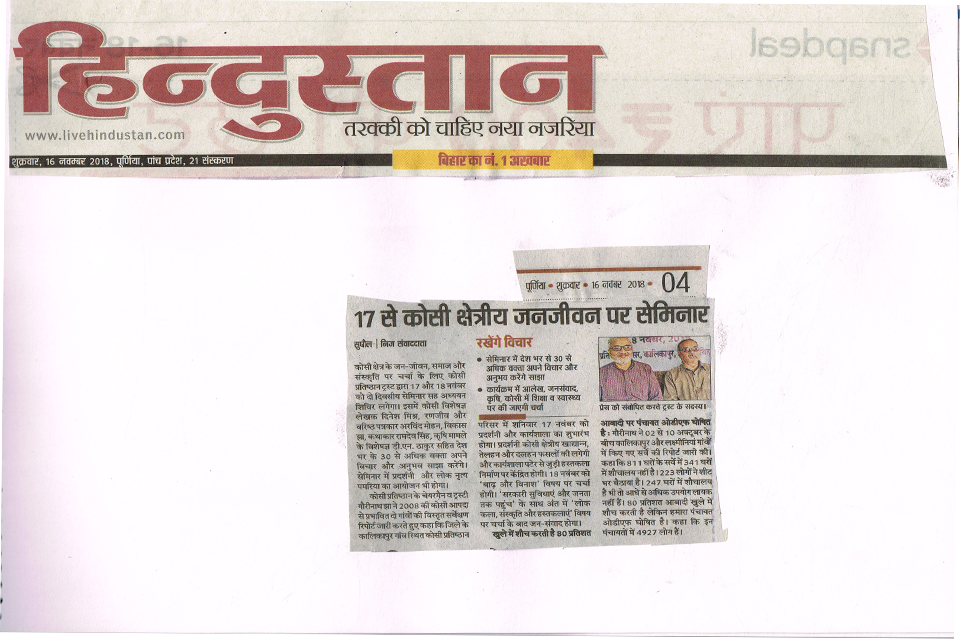 हिन्दुस्तान
www.livehindustan.com
तरक्की को चाहिए नया नजरिया
शुक्रवार, 16 नवम्बर 2018, पूर्णिया, पांच प्रदेश, 21 संस्करण
बिहार का नं. 1 अखबार
snapdeal
पूर्णिया • शुक्रवार • 16 नवंबर 2018 • 04
17 से कोसी क्षेत्रीय जनजीवन पर सेमिनार
सुपौल | निज संवाददाता
कोसी क्षेत्र के जन-जीवन, समाज और
संस्कृति पर चर्चा के लिए कोसी
प्रतिष्ठान ट्रस्ट द्वारा 17 और 18 नवंबर
को दो दिवसीय सेमिनार सह अध्ययन
शिविर लगेगा। इसमें कोसी विशेषज्ञ
लेखक दिनेश मिश्र, रणजीव और
वरिष्ठ पत्रकार अरविंद मोहन, विकास
झा, कथाकार रामदेव सिंह, कृषि मामले
के विशेषज्ञ डी.एन. ठाकुर सहित देश
भर के 30 से अधिक वक्ता अपने
विचार और अनुभव साझा करेंगे।
सेमिनार में प्रदर्शनी और लोक नृत्य
पमरिया का आयोजन भी होगा।
कोसी प्रतिष्ठान के चेयरमैन व ट्रस्टी
गौरीनाथ झा ने 2008 की कोसी आपदा
से प्रभावित दो गांवों की विस्तृत सर्वेक्षण
रिपोर्ट जारी करते हुए कहा कि जिले के
कालिकापुर गांव स्थित कोसी प्रतिष्ठान
रखेंगे विचार
• सेमिनार में देश भर से 30 से
अधिक वक्ता अपने विचार और
अनुभव करेंगे साझा
• कार्यक्रम में आलेख, जनसंवाद,
कृषि, कोसी में शिक्षा व स्वास्थ्य
पर की जाएगी चर्चा
परिसर में शनिवार 17 नवंबर को
प्रदर्शनी और कार्यशाला का शुभारंभ
होगा। प्रदर्शनी कोसी क्षेत्रीय खाद्यान्न,
तेलहन और दलहन फसलों की लगेगी
और कार्यशाला पटेर से जुड़ी हस्तकला
निर्माण पर केंद्रित होगी। 18 नवंबर को
'बाढ़ और विनाश' विषय पर चर्चा
होगी। 'सरकारी सुविधाएं और जनता
तक पहुंच' के साथ अंत में 'लोक
कला, संस्कृति और हस्तकलाएं' विषय
पर चर्चा के बाद जन-संवाद होगा।
खुले में शौच करती है 80 प्रतिशत
8 नवंबर,
कालिकापुर,
प्रेस को संबोधित करते ट्रस्ट के सदस्य।
आबादी पर पंचायत ओडीएफ घोषित
है : गौरीनाथ ने 02 से 10 अक्टूबर के
बीच कालिकापुर और लक्ष्मीनियां गांवों
में किए गए सर्वे की रिपोर्ट जारी की।
कहा कि 811 घरों के सर्वे में 341 घरों
में शौचालय नहीं है। 223 लोगों ने शीट
भर बैठाया है। 247 घरों में शौचालय
है भी तो आधे से अधिक उपयोग लायक
नहीं हैं। 80 प्रतिशत आबादी खुले में
शौच करती है लेकिन हमारा पंचायत
ओडीएफ घोषित है। कहा कि इन
पंचायतों में 4927 लोग हैं।